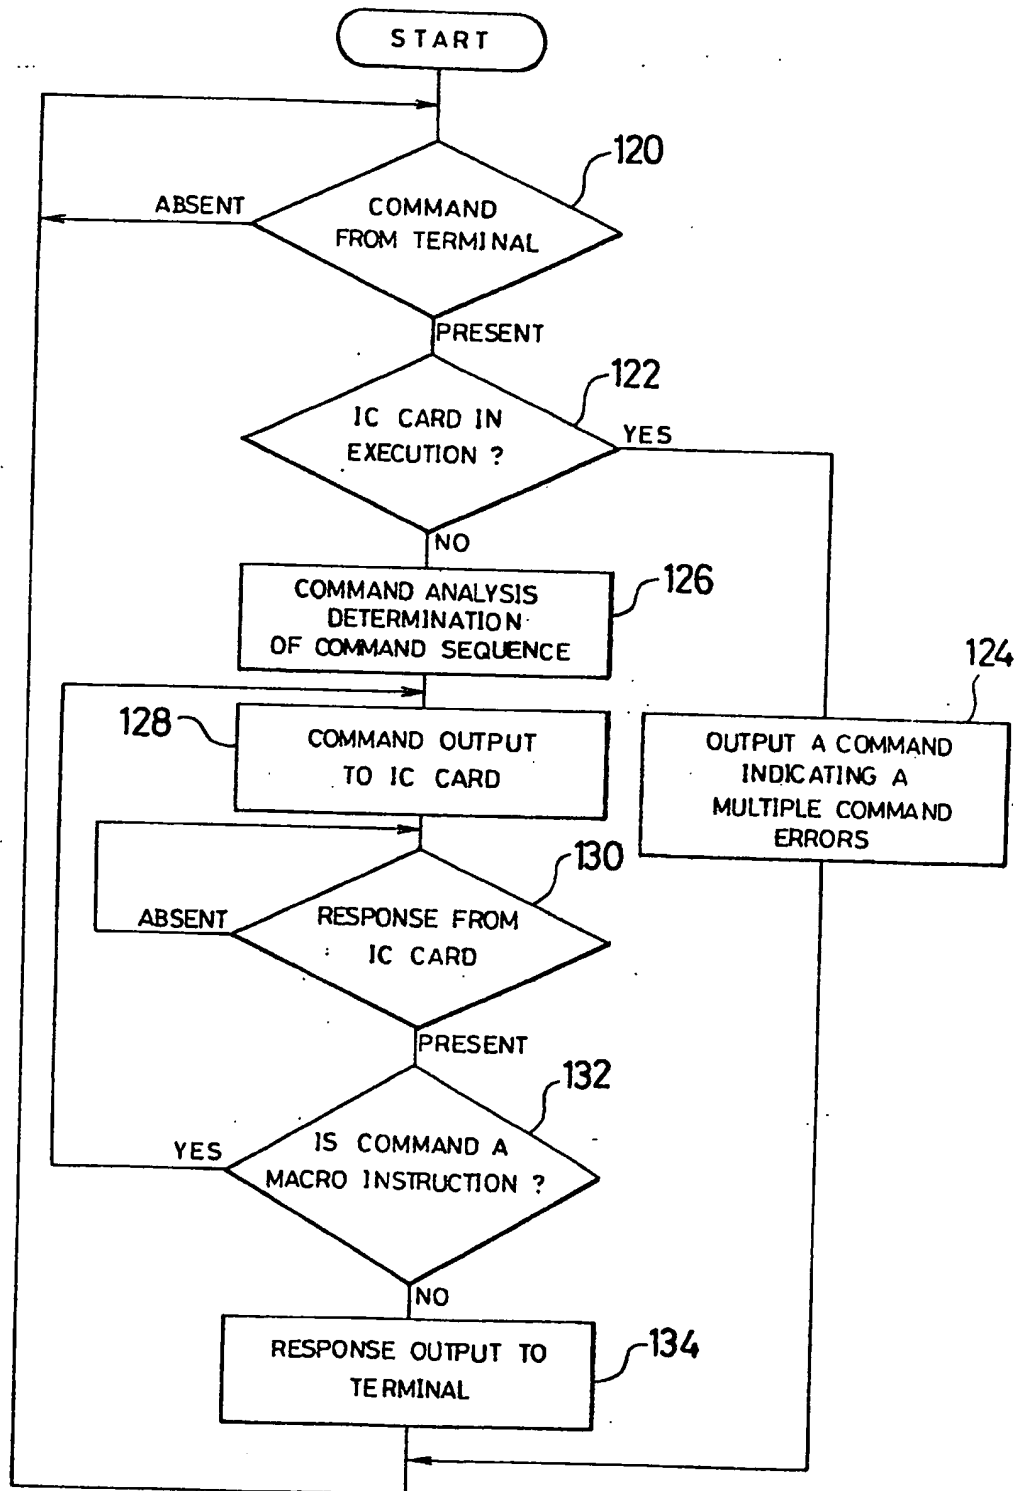 START
120
COMMAND
FROM TERMINAL
ABSENT
PRESENT
122
IC CARD IN
EXECUTION ?
YES
NO
126
COMMAND ANALYSIS
DETERMINATION
OF COMMAND SEQUENCE
124
OUTPUT A COMMAND
INDICATING A
MULTIPLE COMMAND
ERRORS
128
COMMAND OUTPUT
TO IC CARD
130
RESPONSE FROM
IC CARD
ABSENT
PRESENT
132
IS COMMAND A
MACRO INSTRUCTION ?
YES
NO
134
RESPONSE OUTPUT TO
TERMINAL